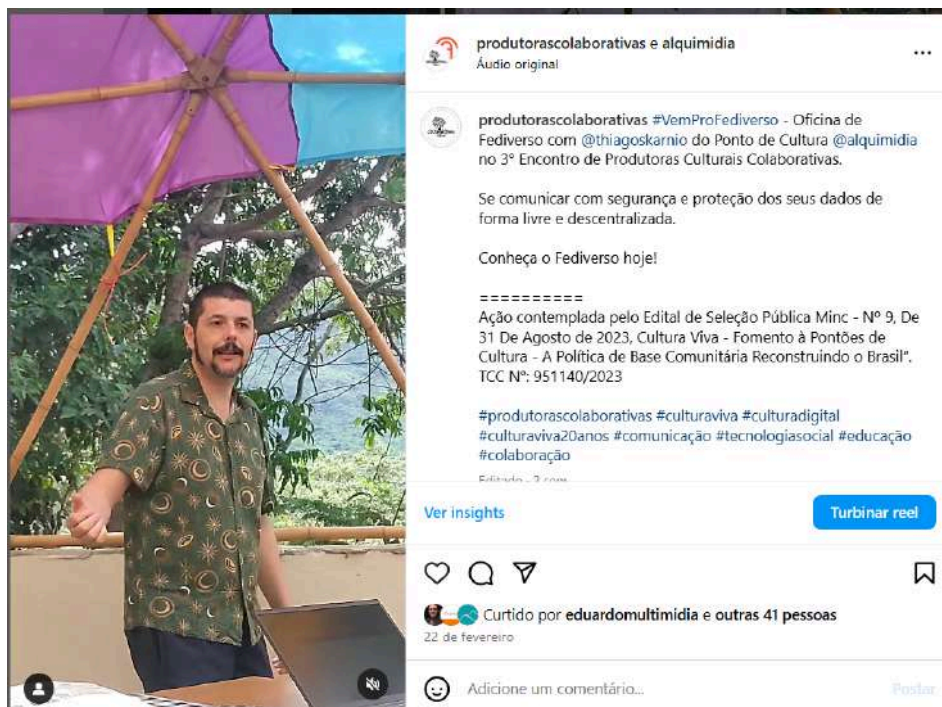 produtorascolaborativas e alquimidia
Áudio original
produtorascolaborativas #VemProFediverso - Oficina de
Fediverso com @thiagoskarnio do Ponto de Cultura @alquimidia
no 3º Encontro de Produtoras Culturais Colaborativas.
Se comunicar com segurança e proteção dos seus dados de
forma livre e descentralizada.
Conheça o Fediverso hoje!
==========
Ação contemplada pelo Edital de Seleção Pública Minc - Nº 9, De
31 De Agosto de 2023, Cultura Viva - Fomento à Pontões de
Cultura - A Política de Base Comunitária Reconstruindo o Brasil".
TCC Nº: 951140/2023
#produtorascolaborativas #culturaviva #culturadigital
#culturaviva20anos #comunicação #tecnologiasocial #educação
#colaboração
Editado · 2 sem
Ver insights
Turbinar reel
Curtido por eduardomultimidia e outras 41 pessoas
22 de fevereiro
Adicione um comentário...
Postar